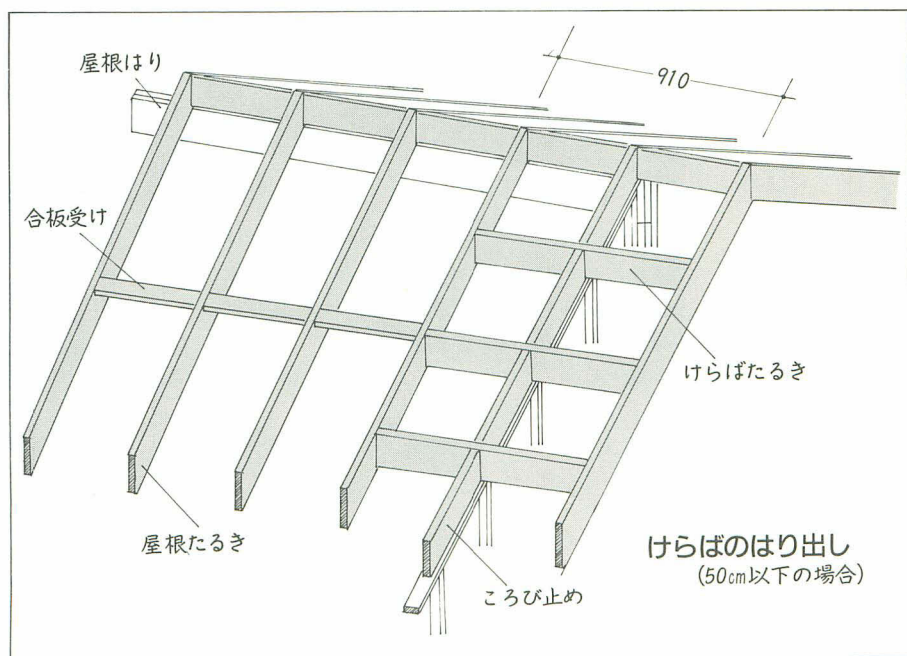 屋根はり
910
合板受け
けらばたるき
屋根たるき
ころび止め
けらばのはり出し
(50cm以下の場合)